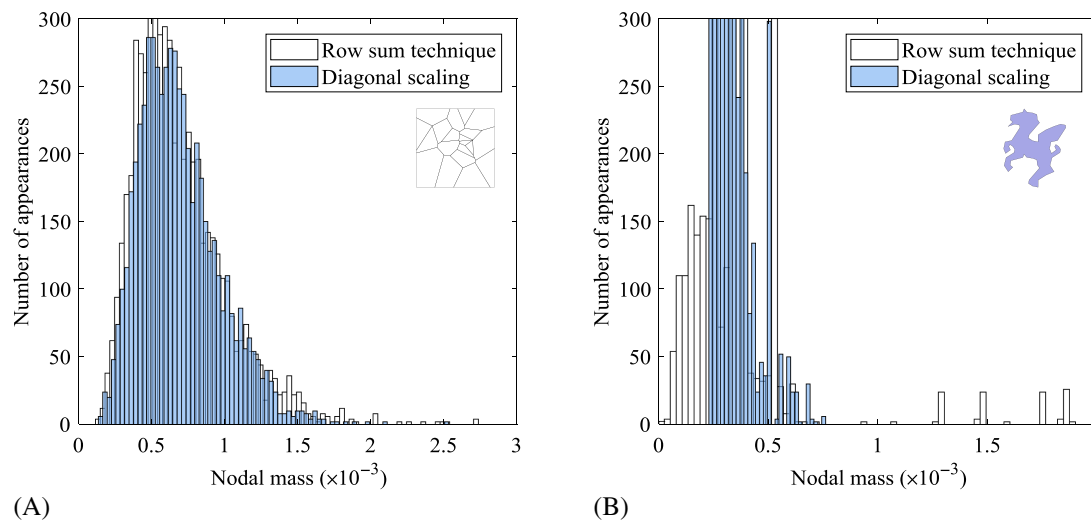 300
250
200
150
100
50
0
Number of appearances
Row sum technique
Diagonal scaling
0
0.5
1
1.5
2
2.5
3
Nodal mass (×10⁻³)
(A)
300
250
200
150
100
50
0
Number of appearances
Row sum technique
Diagonal scaling
0
0.5
1
1.5
Nodal mass (×10⁻³)
(B)